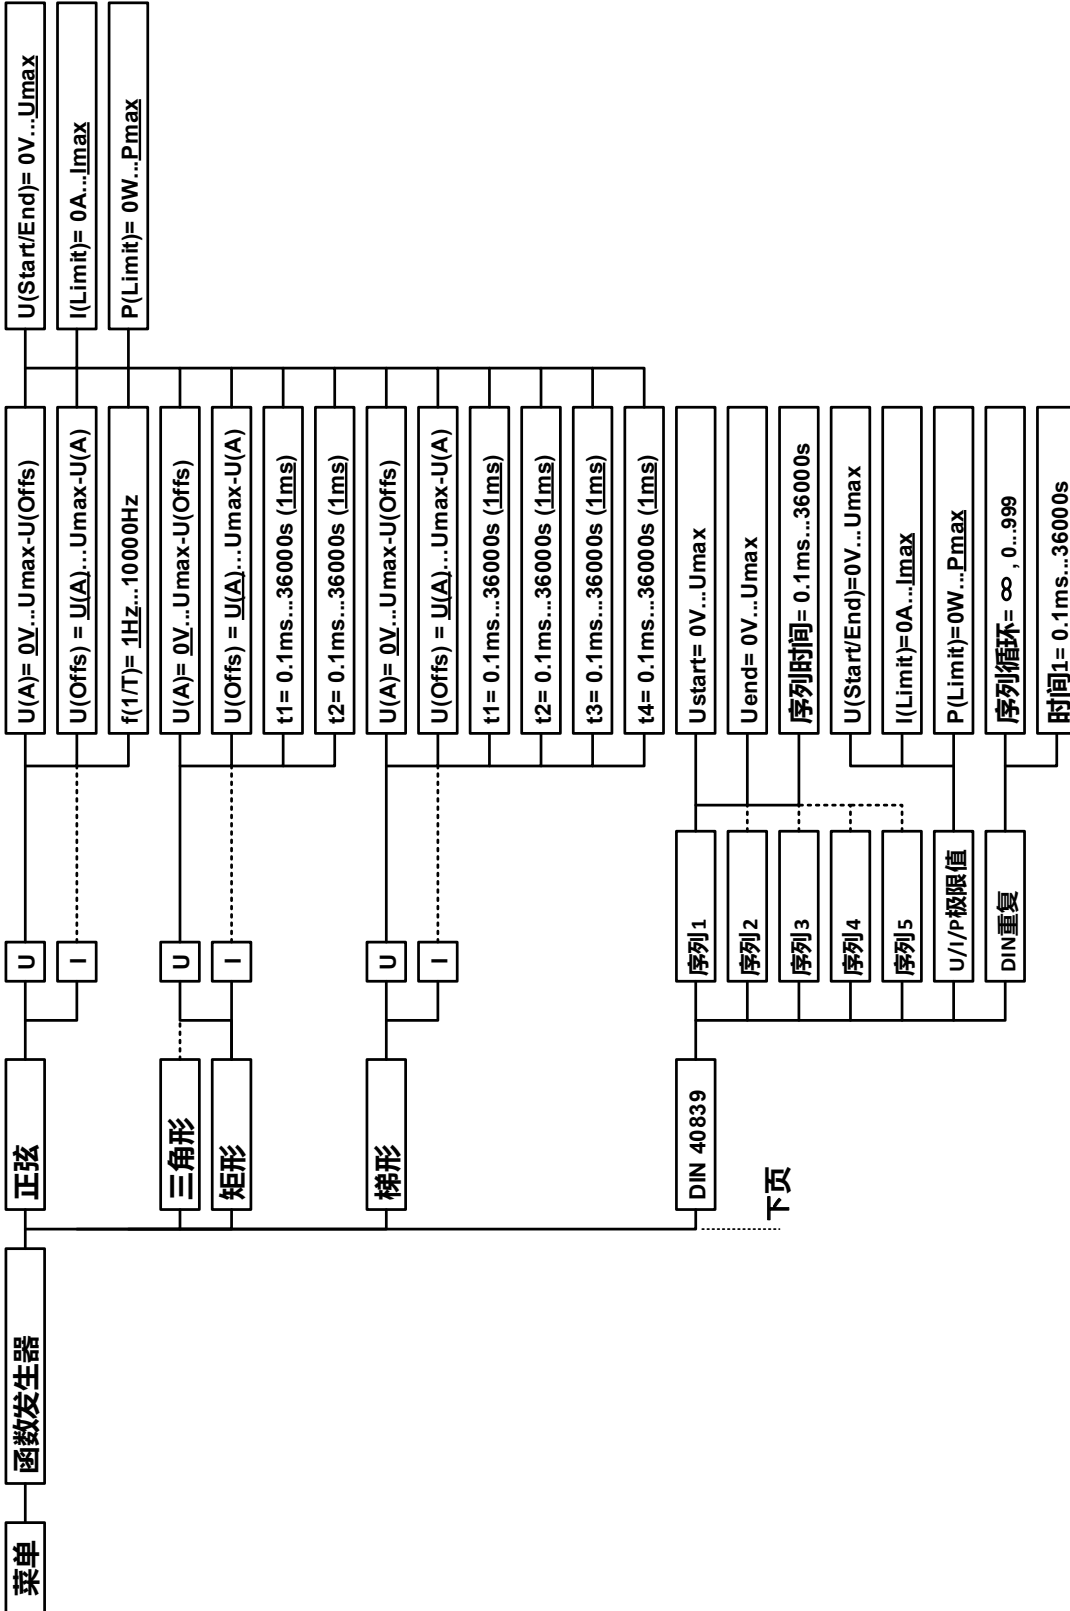 菜单
函数发生器
正弦
U
U(A)= 0V...Umax-U(Offs)
U(Start/End)= 0V...Umax
I
U(Offs) = U(A)...Umax-U(A)
I(Limit)= 0A...Imax
f(1/T)= 1Hz...10000Hz
P(Limit)= 0W...Pmax
三角形
U
U(A)= 0V...Umax-U(Offs)
矩形
I
U(Offs) = U(A)...Umax-U(A)
t1= 0.1ms...36000s (1ms)
t2= 0.1ms...36000s (1ms)
梯形
U
U(A)= 0V...Umax-U(Offs)
I
U(Offs) = U(A)...Umax-U(A)
t1= 0.1ms...36000s (1ms)
t2= 0.1ms...36000s (1ms)
t3= 0.1ms...36000s (1ms)
t4= 0.1ms...36000s (1ms)
DIN 40839
序列1
Ustart= 0V...Umax
序列2
Uend= 0V...Umax
序列3
序列时间= 0.1ms...36000s
序列4
U(Start/End)=0V...Umax
序列5
I(Limit)=0A...Imax
U/I/P极限值
P(Limit)=0W...Pmax
DIN重复
序列循环= ∞ , 0...999
时间1= 0.1ms...36000s
下页